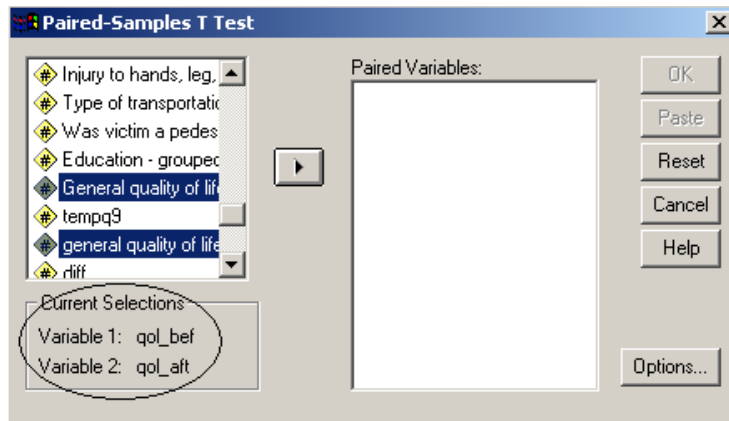 Paired-Samples T Test
Injury to hands, leg,
Type of transportatic
Was victim a pedes
Education - groupec
General quality of life
tempq9
general quality of life
diff
Current Selections
Variable 1: qol_bef
Variable 2: qol_aft
Paired Variables:
OK
Paste
Reset
Cancel
Help
Options...